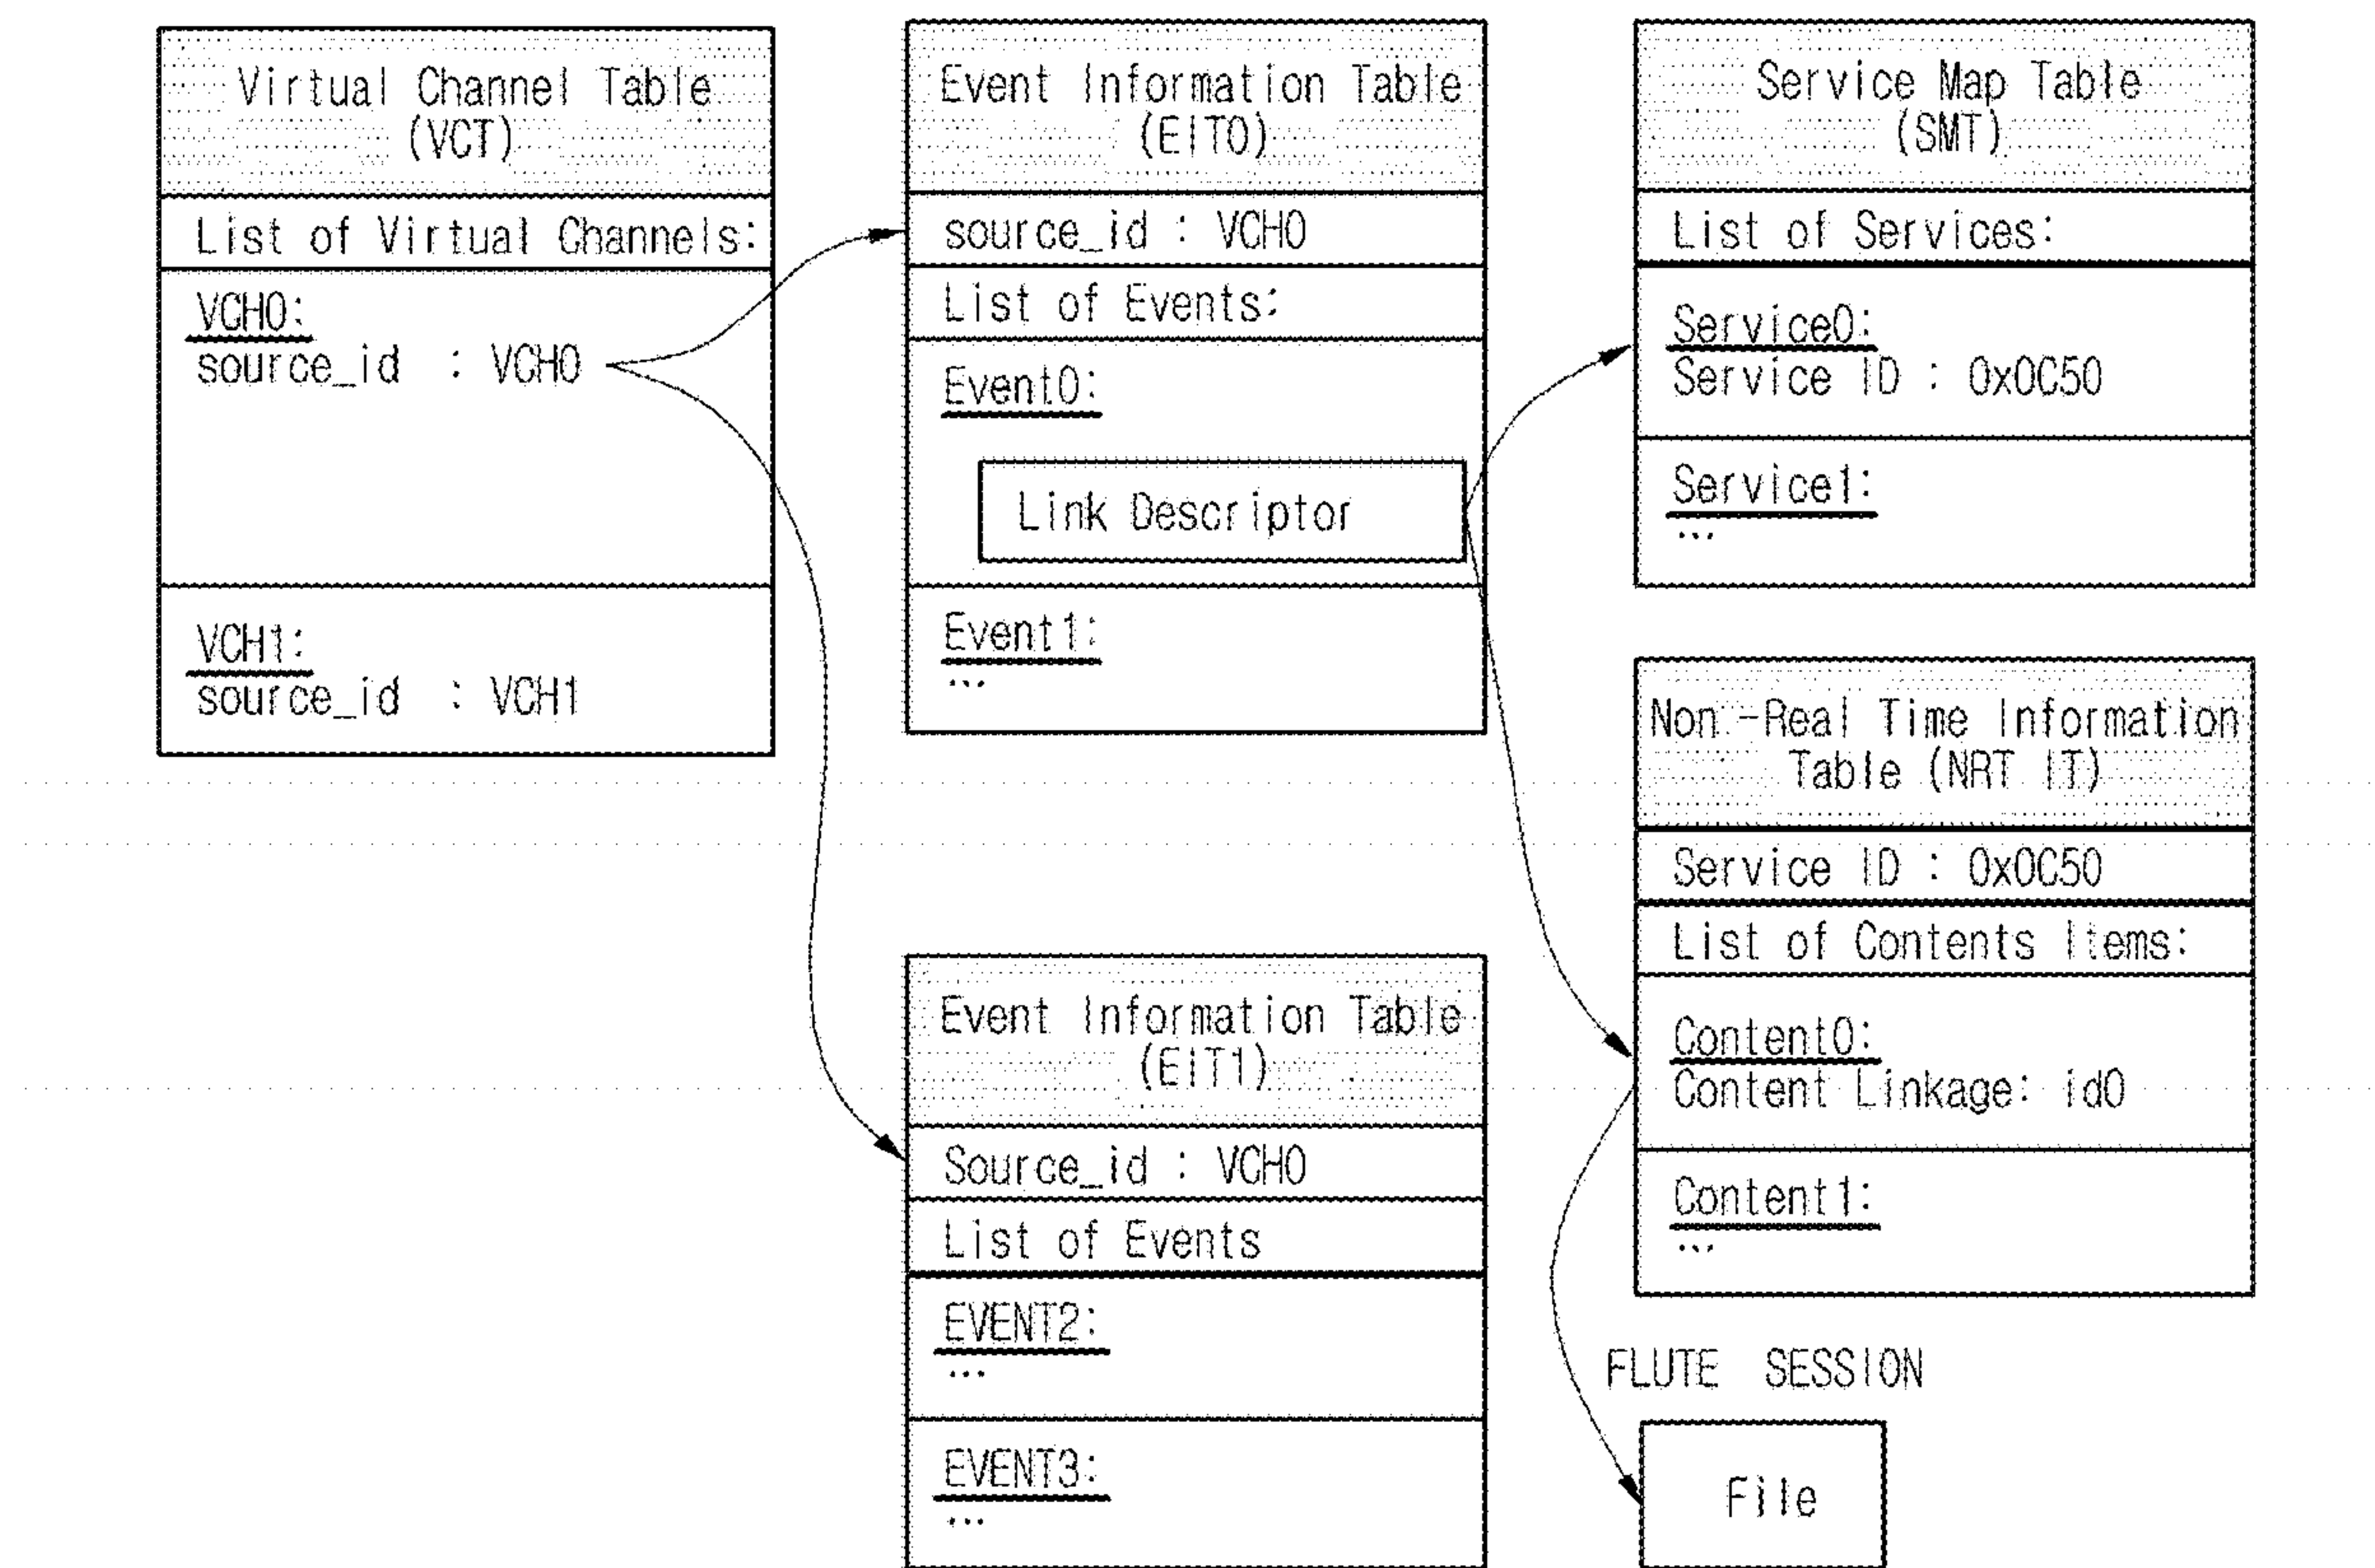 Virtual Channel Table
(VCT)
List of Virtual Channels:
VCH0:
source_id : VCH0
VCH1:
source_id : VCH1
Event Information Table
(EIT0)
source_id : VCH0
List of Events:
Event0:
Link Descriptor
Event1:
...
Event Information Table
(EIT1)
Source_id : VCH0
List of Events
EVENT2:
...
EVENT3:
...
Service Map Table
(SMT)
List of Services:
Service0:
Service ID : 0x0C50
Service1:
...
Non-Real Time Information
Table (NRT IT)
Service ID : 0x0C50
List of Contents Items:
Content0:
Content Linkage: id0
Content1:
...
FLUTE SESSION
File